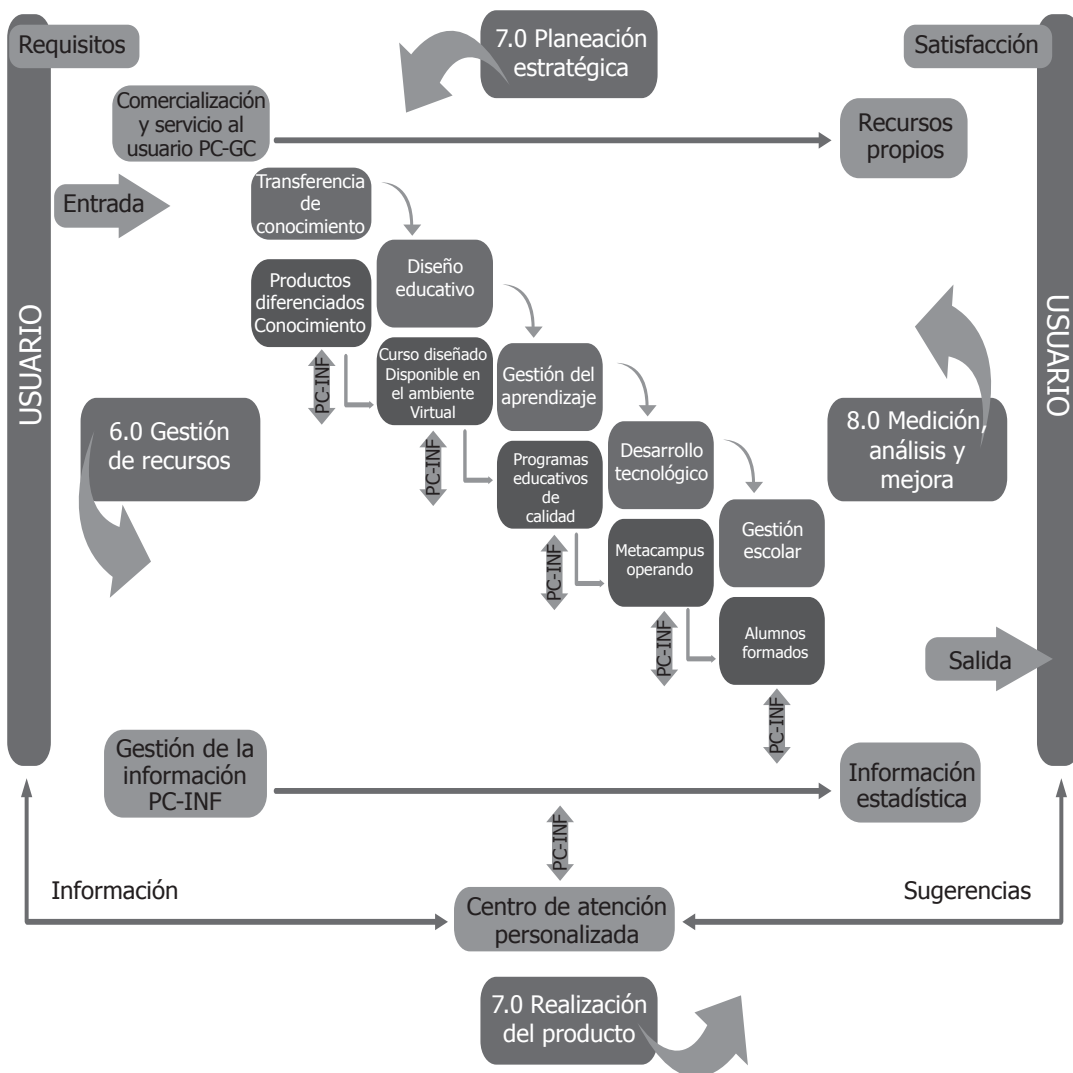 Requisitos
7.0 Planeación
estratégica
Satisfacción
Comercialización
y servicio al
usuario PC-GC
Recursos
propios
Entrada
Transferencia
de
conocimiento
Diseño
educativo
Productos
diferenciados
Conocimiento
USUARIO
USUARIO
PC-INF
Curso diseñado
Disponible en
el ambiente
Virtual
Gestión del
aprendizaje
6.0 Gestión
de recursos
8.0 Medición,
análisis y
mejora
PC-INF
Programas
educativos
de
calidad
Desarrollo
tecnológico
PC-INF
Metacampus
operando
Gestión
escolar
PC-INF
Alumnos
formados
Salida
PC-INF
Gestión de la
información
PC-INF
Información
estadística
PC-INF
Información
Sugerencias
Centro de atención
personalizada
7.0 Realización
del producto